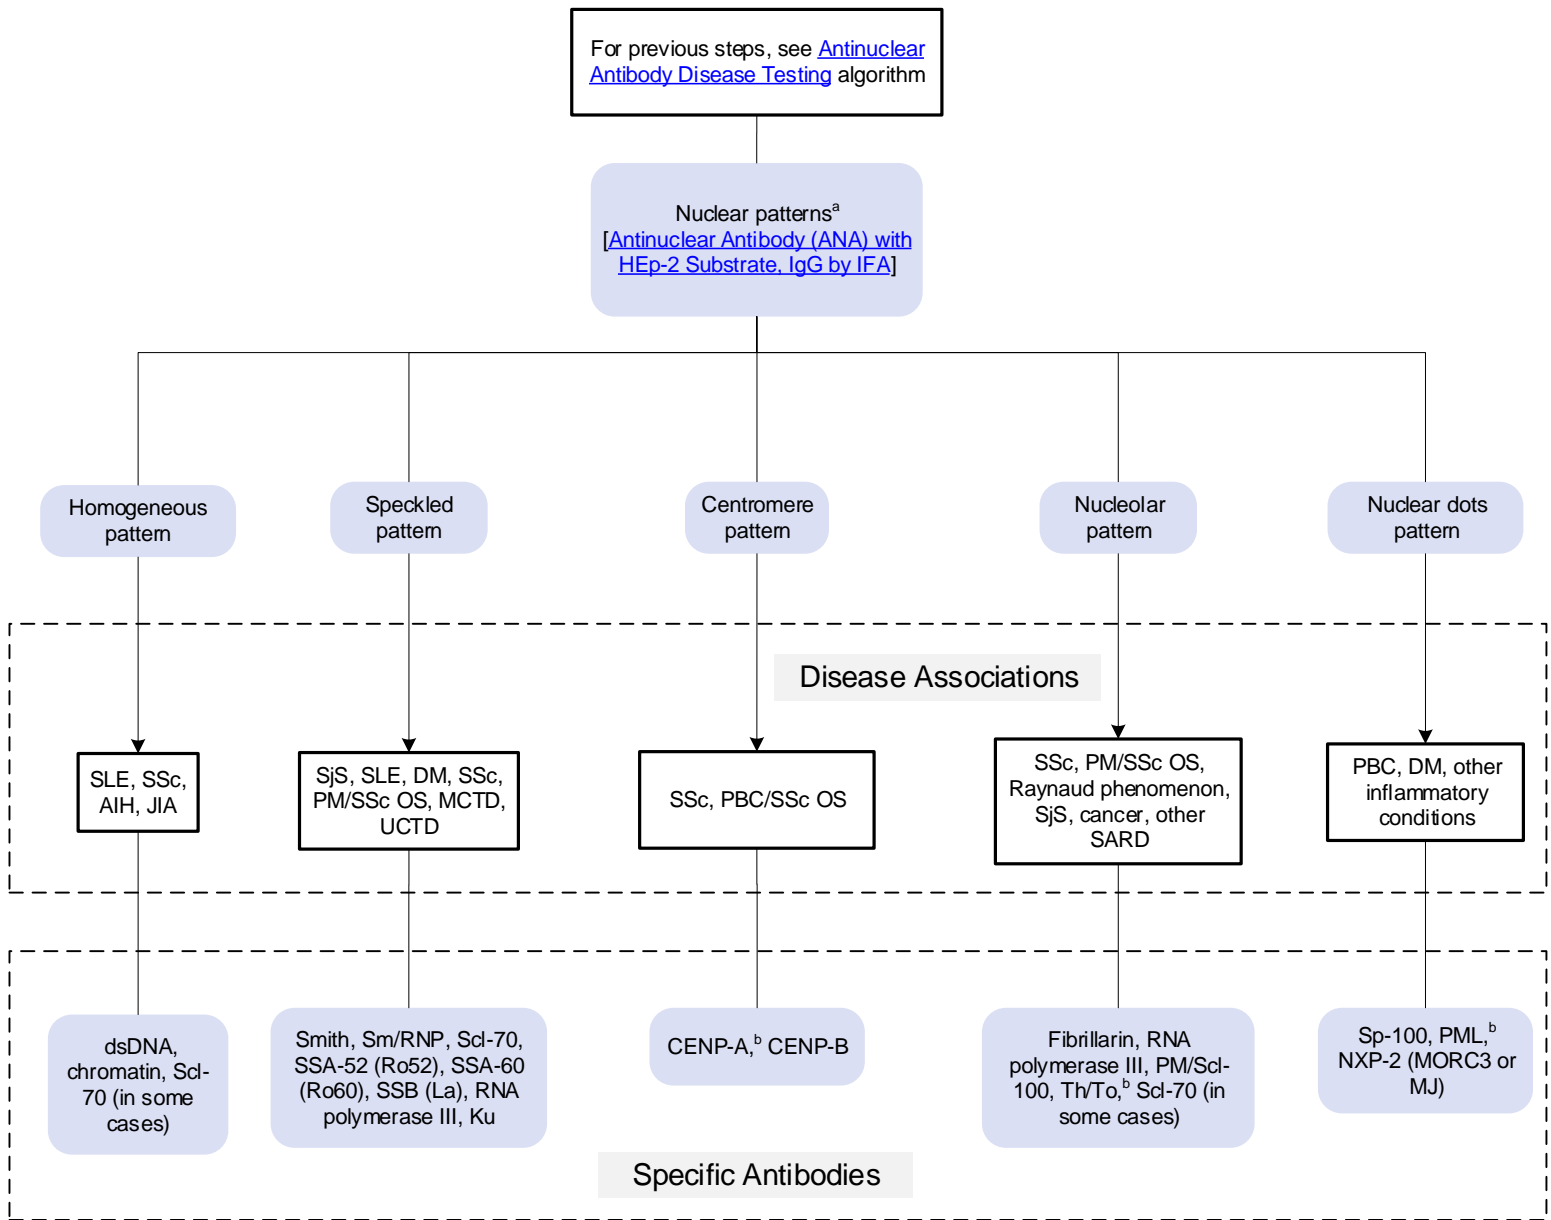 For previous steps, see Antinuclear
Antibody Disease Testing algorithm
Nuclear patternsᵃ
[Antinuclear Antibody (ANA) with
HEp-2 Substrate, IgG by IFA]
Homogeneous
pattern
Speckled
pattern
Centromere
pattern
Nucleolar
pattern
Nuclear dots
pattern
Disease Associations
SLE, SSc,
AIH, JIA
SjS, SLE, DM, SSc,
PM/SSc OS, MCTD,
UCTD
SSc, PBC/SSc OS
SSc, PM/SSc OS,
Raynaud phenomenon,
SjS, cancer, other
SARD
PBC, DM, other
inflammatory
conditions
dsDNA,
chromatin, Scl-
70 (in some
cases)
Smith, Sm/RNP, Scl-70,
SSA-52 (Ro52), SSA-60
(Ro60), SSB (La), RNA
polymerase III, Ku
CENP-A,ᵇ CENP-B
Fibrillarin, RNA
polymerase III, PM/Scl-
100, Th/To,ᵇ Scl-70 (in
some cases)
Sp-100, PML,ᵇ
NXP-2 (MORC3 or
MJ)
Specific Antibodies